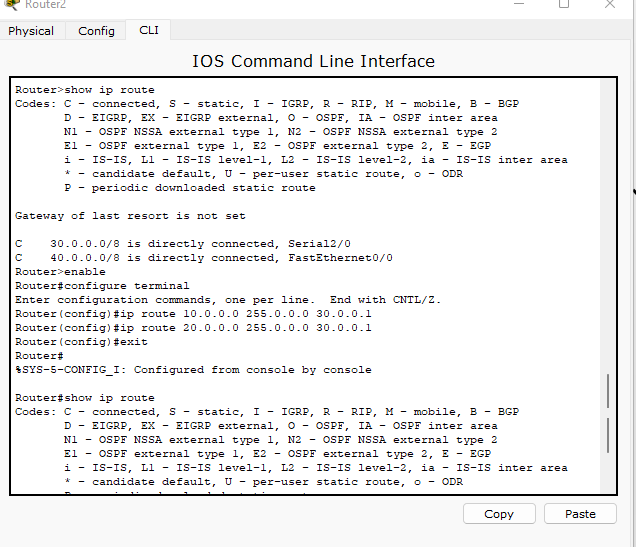 Router2
Physical Config CLI
IOS Command Line Interface
Router>show ip route
Codes: C - connected, S - static, I - IGRP, R - RIP, M - mobile, B - BGP
       D - EIGRP, EX - EIGRP external, O - OSPF, IA - OSPF inter area
       N1 - OSPF NSSA external type 1, N2 - OSPF NSSA external type 2
       E1 - OSPF external type 1, E2 - OSPF external type 2, E - EGP
       i - IS-IS, L1 - IS-IS level-1, L2 - IS-IS level-2, ia - IS-IS inter area
       * - candidate default, U - per-user static route, o - ODR
       P - periodic downloaded static route
Gateway of last resort is not set
C    30.0.0.0/8 is directly connected, Serial2/0
C    40.0.0.0/8 is directly connected, FastEthernet0/0
Router>enable
Router#configure terminal
Enter configuration commands, one per line.  End with CNTL/Z.
Router(config)#ip route 10.0.0.0 255.0.0.0 30.0.0.1
Router(config)#ip route 20.0.0.0 255.0.0.0 30.0.0.1
Router(config)#exit
Router#
%SYS-5-CONFIG_I: Configured from console by console
Router#show ip route
Codes: C - connected, S - static, I - IGRP, R - RIP, M - mobile, B - BGP
       D - EIGRP, EX - EIGRP external, O - OSPF, IA - OSPF inter area
       N1 - OSPF NSSA external type 1, N2 - OSPF NSSA external type 2
       E1 - OSPF external type 1, E2 - OSPF external type 2, E - EGP
       i - IS-IS, L1 - IS-IS level-1, L2 - IS-IS level-2, ia - IS-IS inter area
       * - candidate default, U - per-user static route, o - ODR
Copy Paste